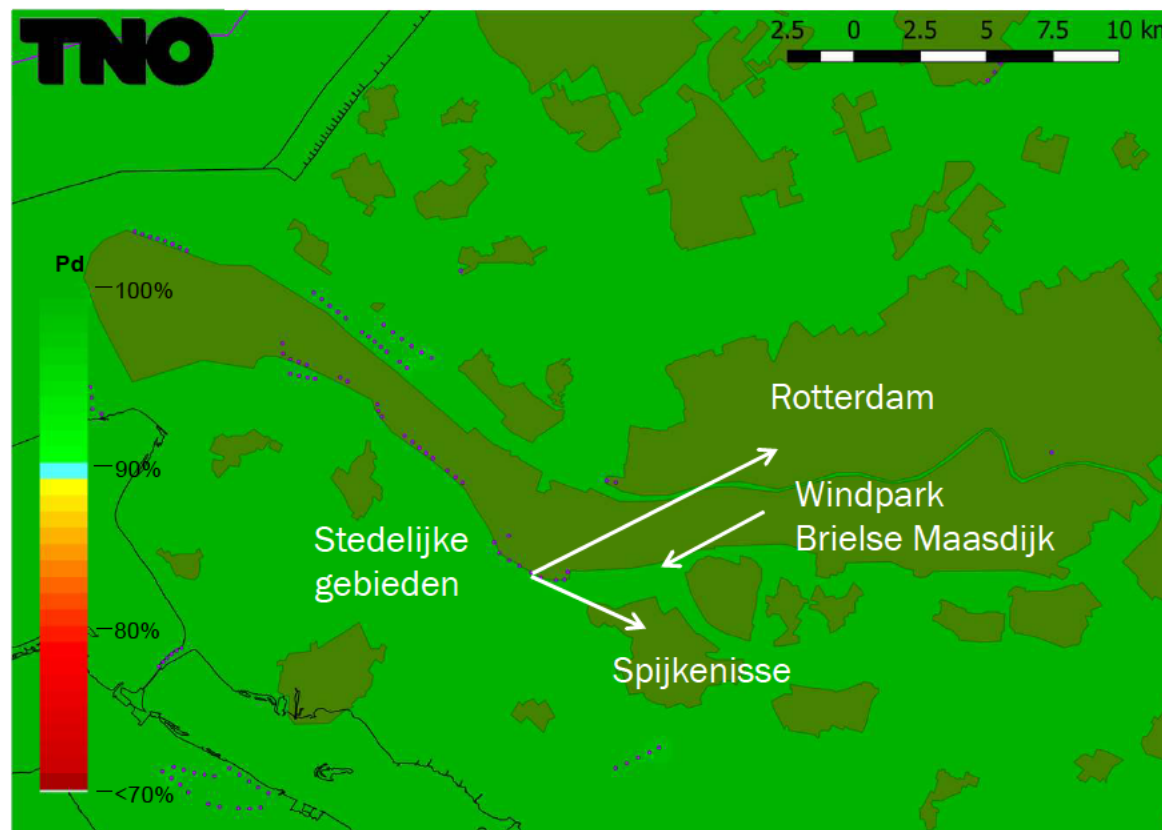 TNO
2.5 0 2.5 5 7.5 10 km
Pd
100%
90%
80%
<70%
Rotterdam
Windpark
Brielse Maasdijk
Stedelijke
gebieden
Spijkenisse